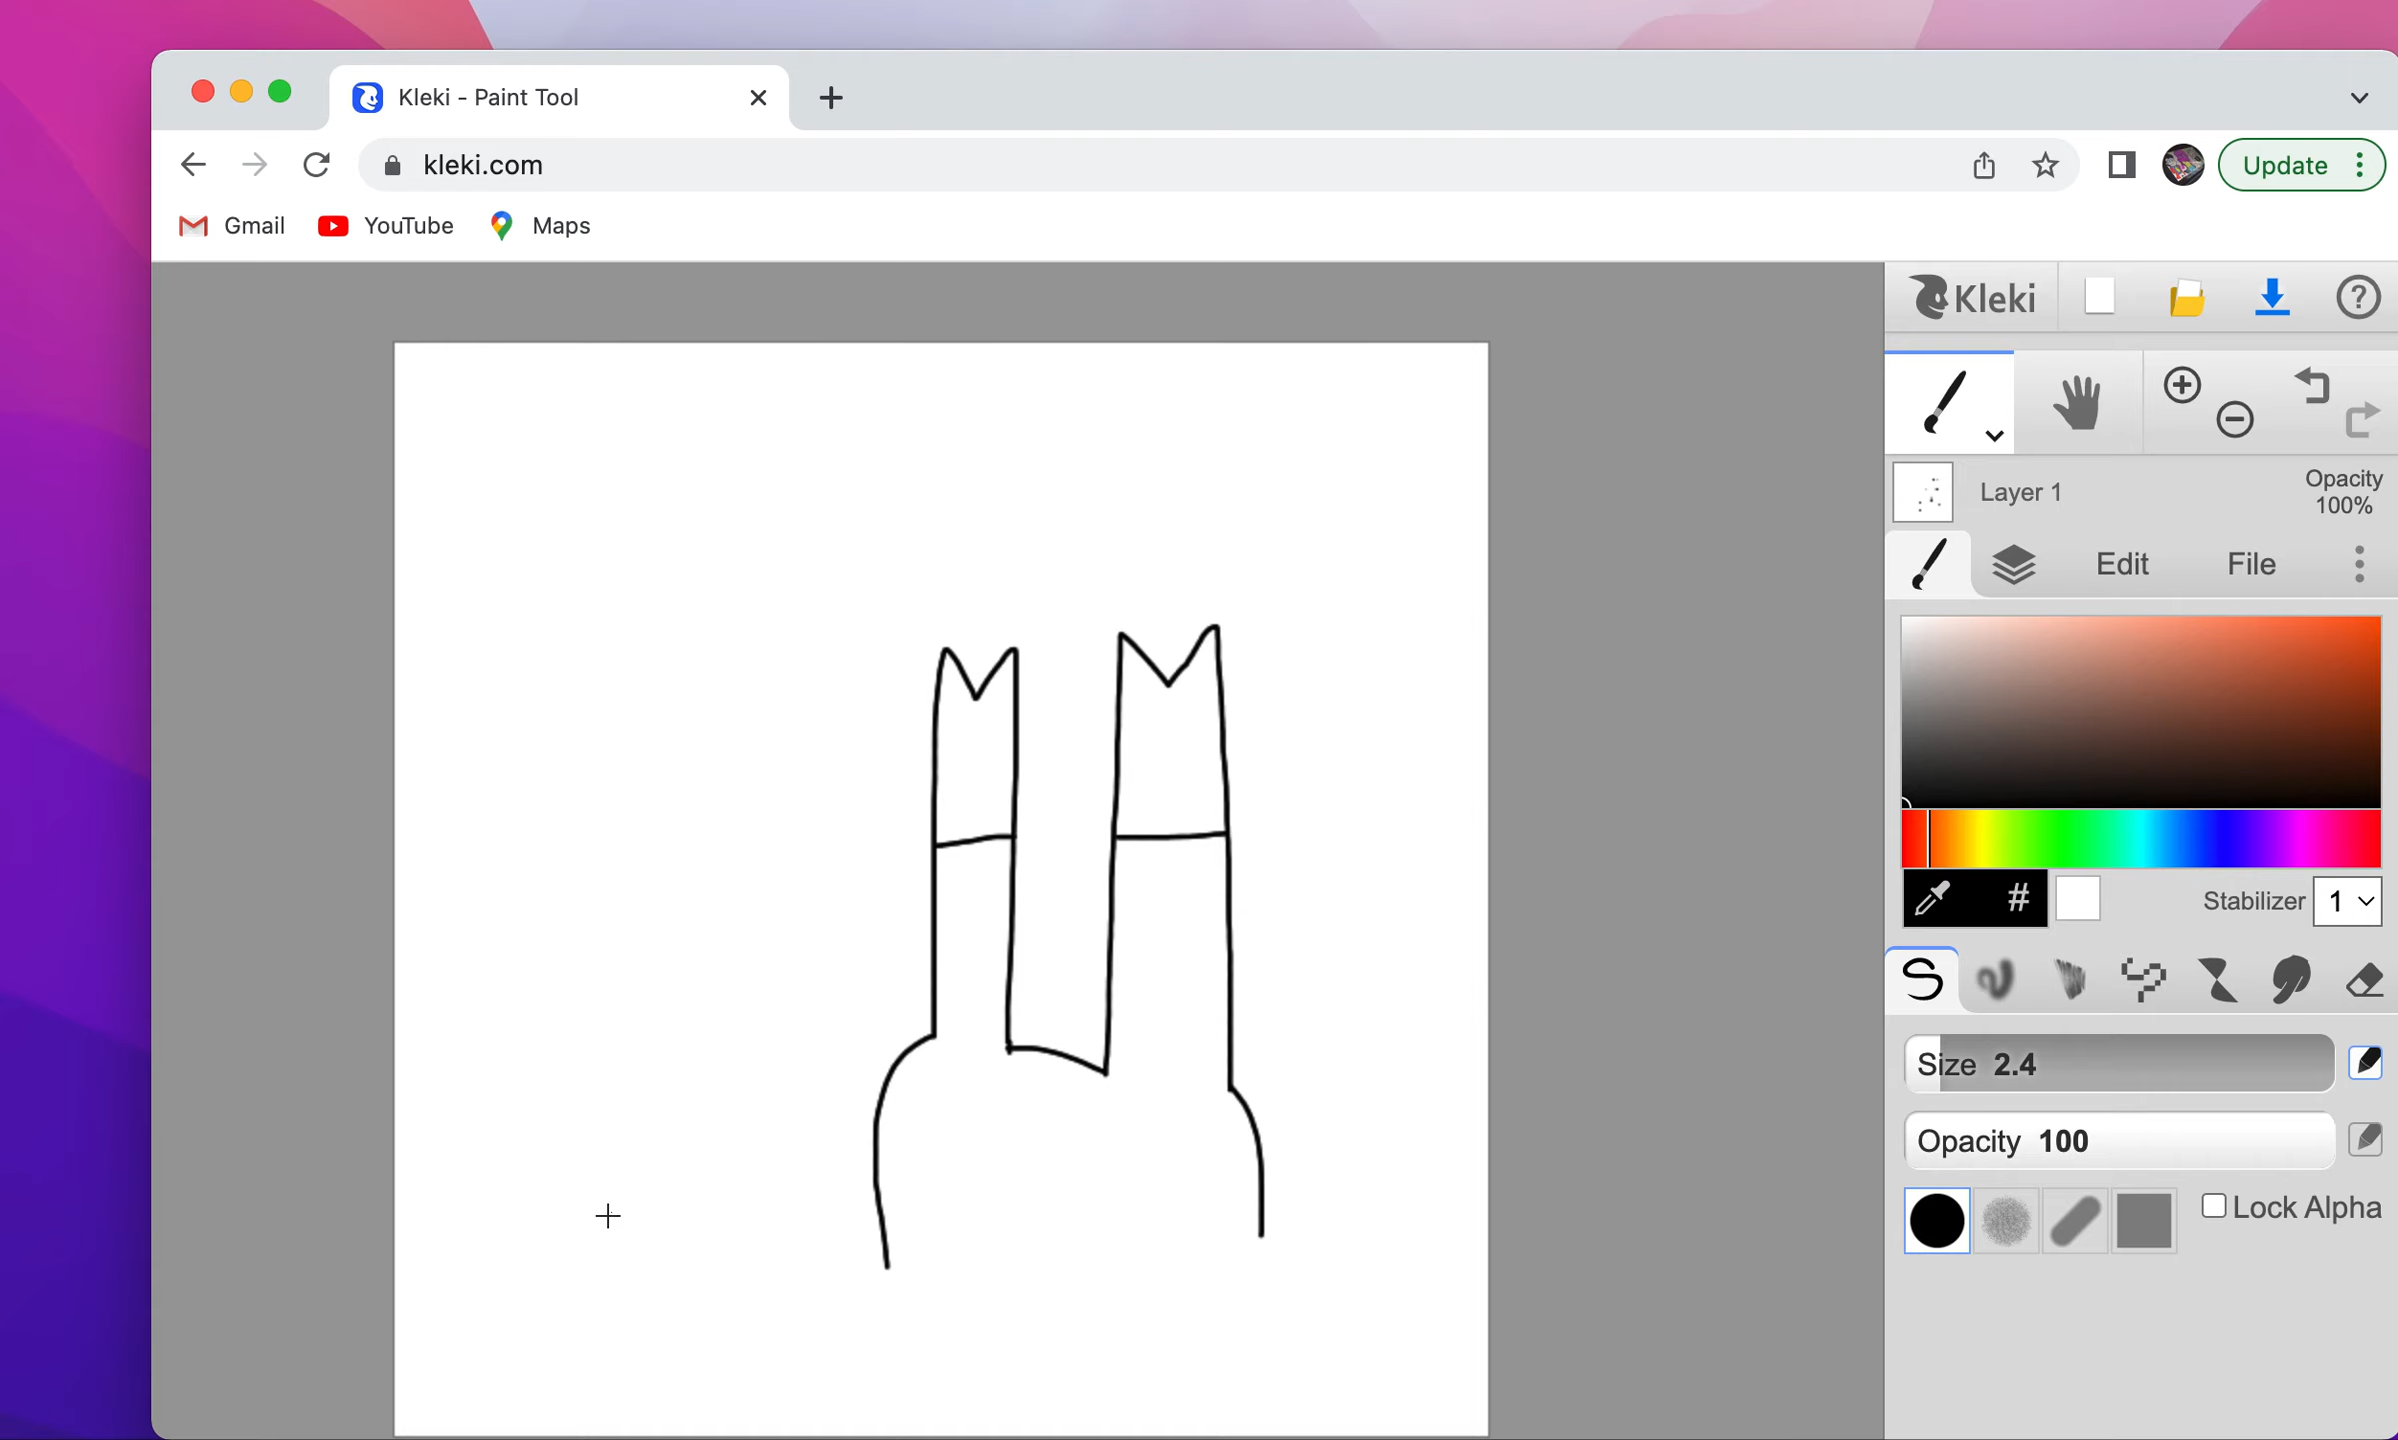 Kleki - Paint Tool
kleki.com
Update
Gmail
YouTube
Maps
Kleki
Layer 1
Opacity
100%
Edit
File
# Stabilizer 1
Size 2.4
Opacity 100
Lock Alpha